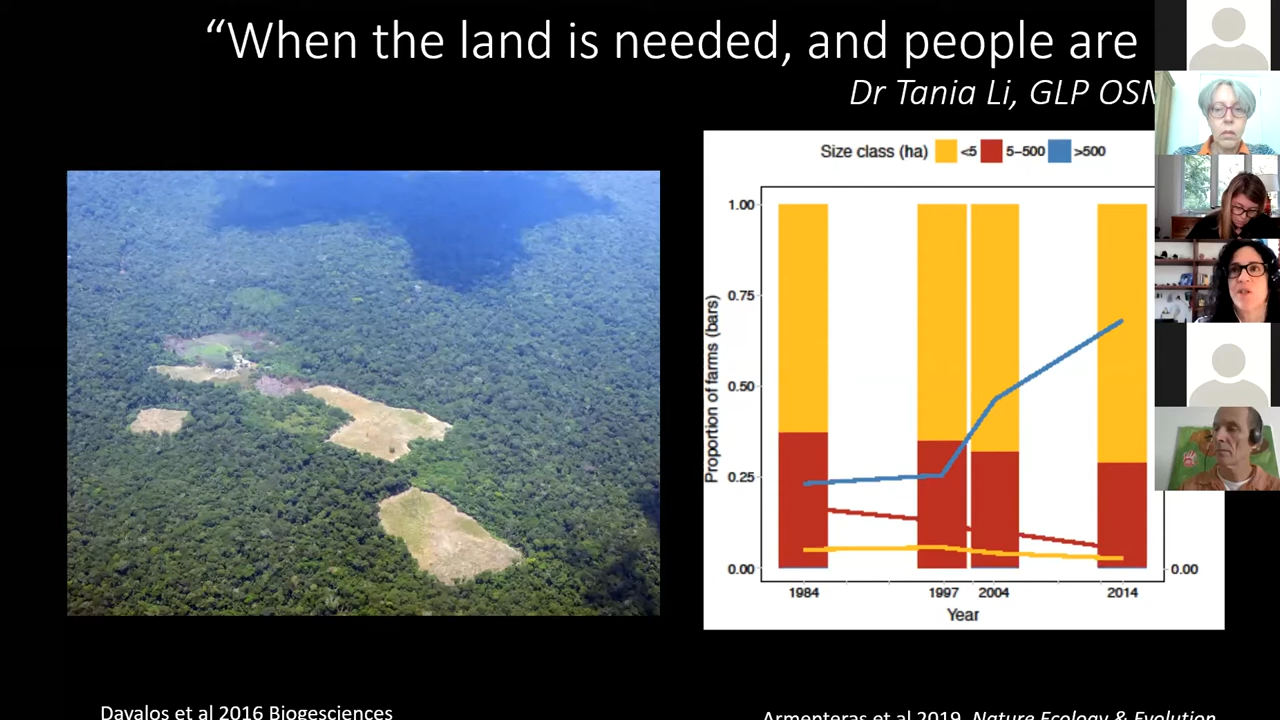 “When the land is needed, and people are
Dr Tania Li, GLP OSM
Size class (ha) <5 5–500 >500
Proportion of farms (bars)
1.00
0.75
0.50
0.25
0.00
0.00
1984 1997 2004 2014
Year
Davalos et al 2016 Biogesciences
Armenteras et al 2019 Nature Ecology & Evolution